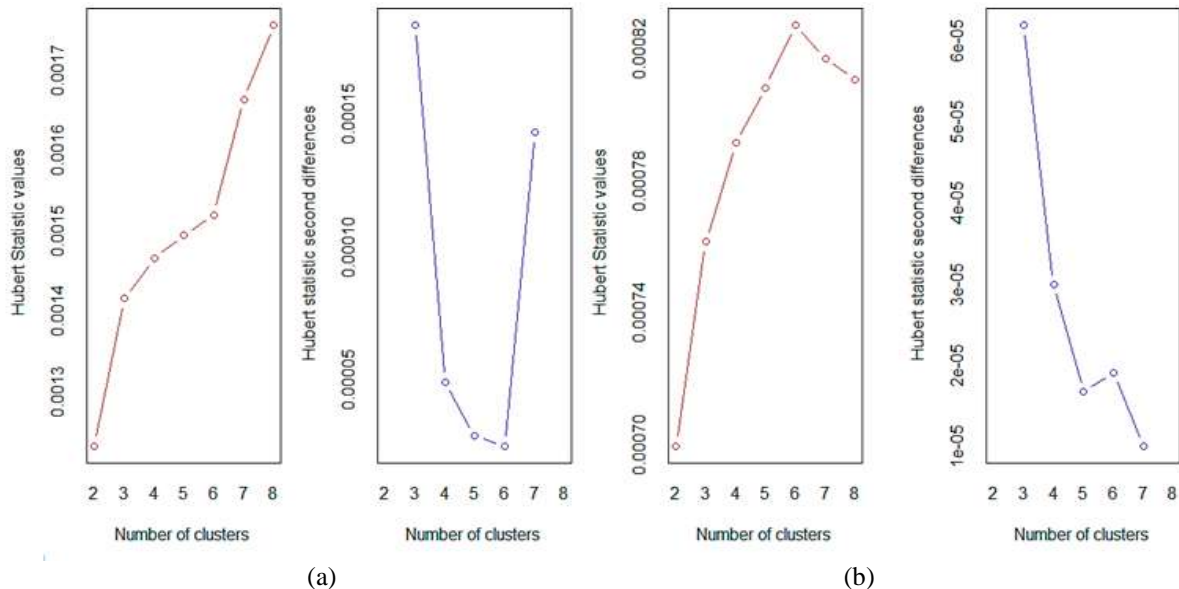 Hubert Statistic values
0.0013 0.0014 0.0015 0.0016 0.0017
2 3 4 5 6 7 8
Number of clusters
Hubert statistic second differences
0.00005 0.00010 0.00015
2 3 4 5 6 7 8
Number of clusters
(a)
Hubert Statistic values
0.00070 0.00074 0.00078 0.00082
2 3 4 5 6 7 8
Number of clusters
Hubert statistic second differences
1e-05 2e-05 3e-05 4e-05 5e-05 6e-05
2 3 4 5 6 7 8
Number of clusters
(b)